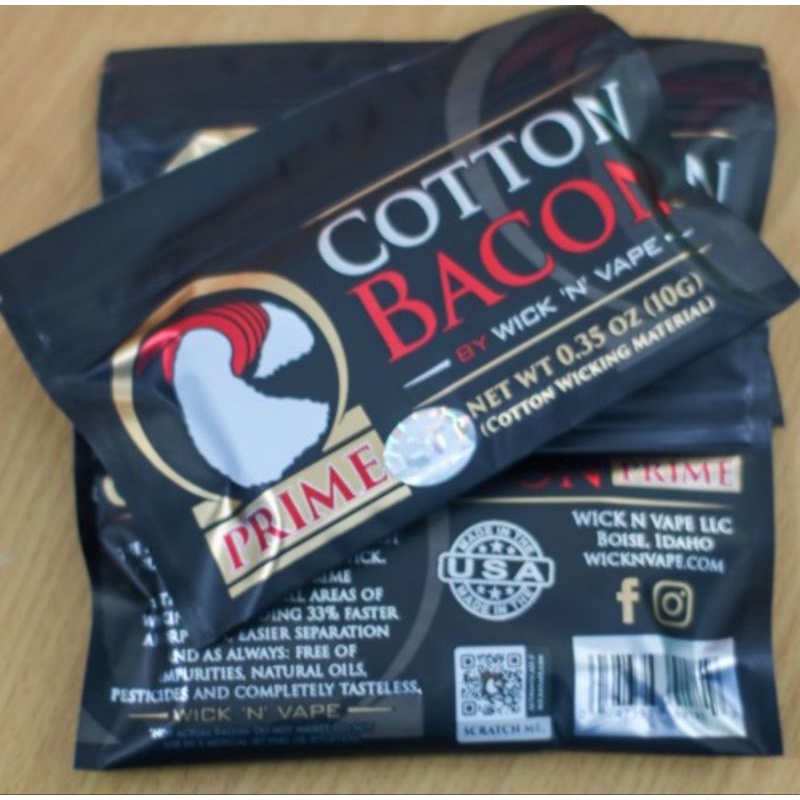 COTTON
BACON
BY WICK 'N' VAPE
NET WT 0.35 OZ (10G)
(COTTON WICKING MATERIAL)
PRIME
N
ON PRIME
WICK N VAPE LLC
BOISE, IDAHO
WICKNVAPE.COM
MADE IN THE
USA
MADE IN THE
AREAS OF
33% FASTER
EASIER SEPARATION
AND AS ALWAYS: FREE OF
IMPURITIES, NATURAL OILS,
PESTICIDES AND COMPLETELY TASTELESS.
WICK 'N' VAPE
SCRATCH ME